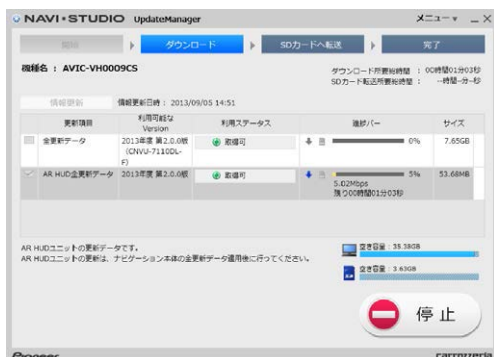 NAVI•STUDIO UpdateManager
メニュー
開始
ダウンロード
SDカードへ転送
完了
機種名 : AVIC-VH0009CS
ダウンロード所要総時間 : 00時間01分03秒
SDカード転送所要総時間 : --時間--分--秒
情報更新
情報更新日時 : 2013/09/05 14:51
更新項目
利用可能な
Version
利用ステータス
進捗バー
サイズ
全更新データ
2013年度 第2.0.0版
(CNVU-7110DL-
F)
取得可
0%
7.65GB
AR HUD全更新データ
2013年度 第2.0.0版
取得可
5%
53.68MB
5.02Mbps
残り00時間01分03秒
AR HUDユニットの更新データです。
AR HUDユニットの更新は、ナビゲーション本体の全更新データ適用後に行ってください。
空き容量 : 35.38GB
空き容量 : 3.63GB
停止
Pioneer
carrozzeria